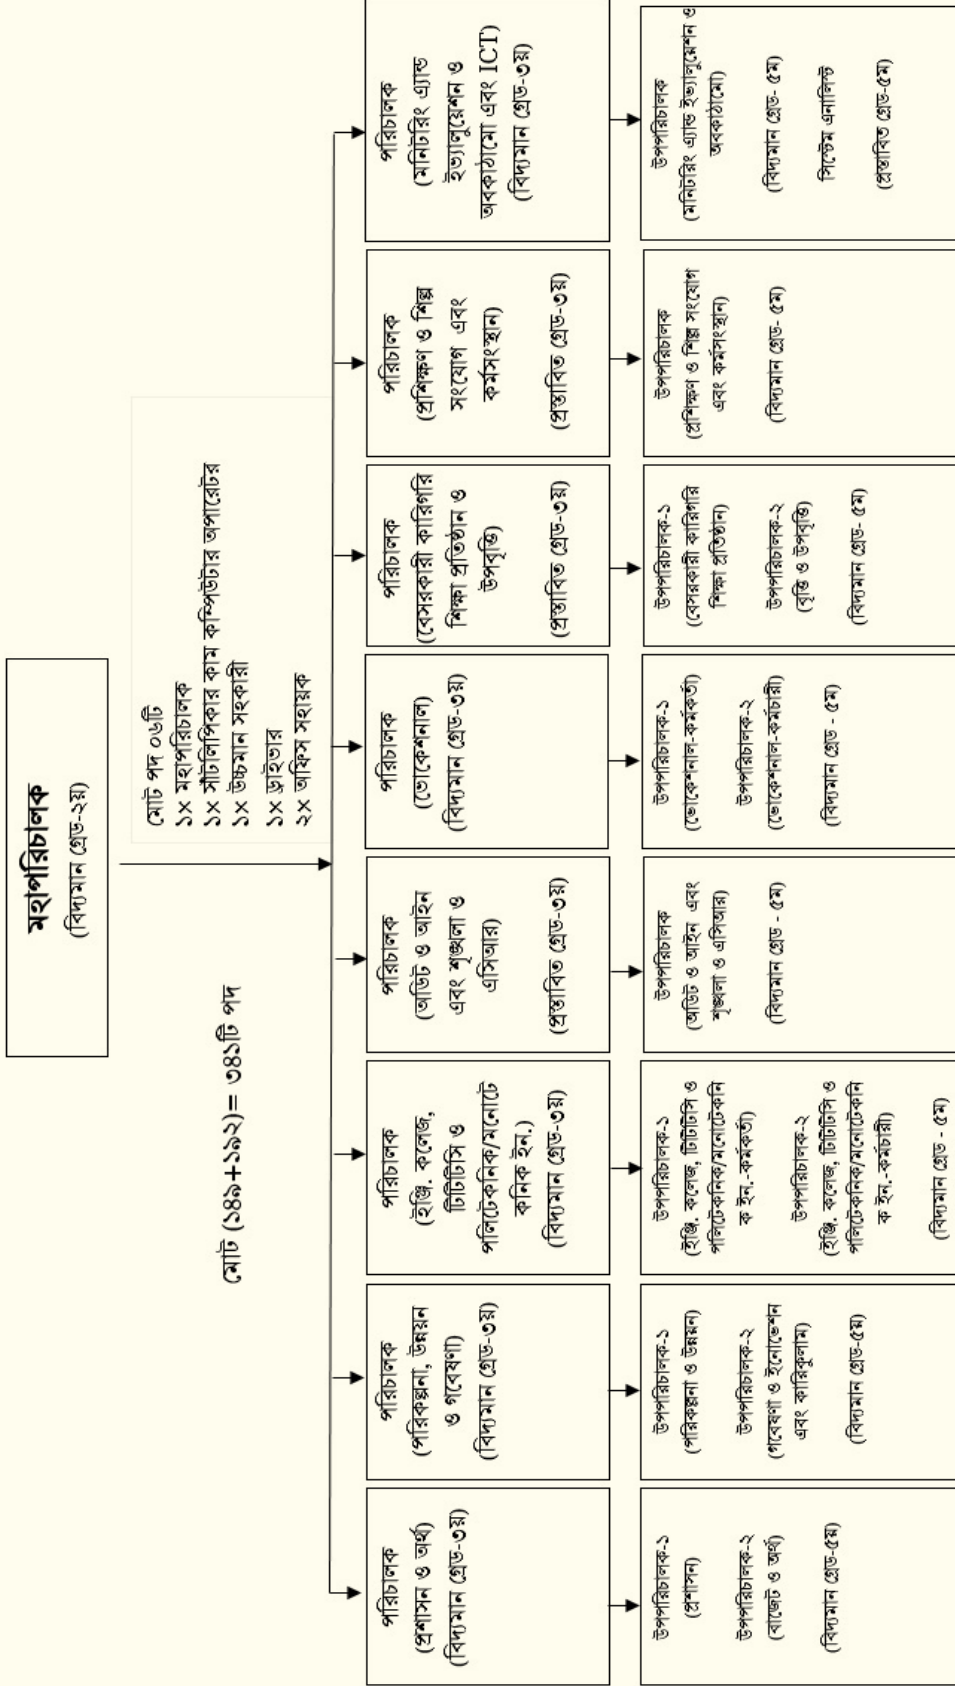 মহাপরিচালক
(বিদ্যমান গ্রেড-২য়)
মোট (১৪৯+১৯২)= ৩৪১টি পদ
মোট পদ ০৬টি
১x মহাপরিচালক
১x সাঁটলিপিকার কাম কম্পিউটার অপারেটর
১x উচ্চমান সহকারী
১x ড্রাইভার
২x অফিস সহায়ক
পরিচালক
(প্রশাসন ও অর্থ)
(বিদ্যমান গ্রেড-৩য়)
পরিচালক
(পরিকল্পনা, উন্নয়ন
ও গবেষণা)
(বিদ্যমান গ্রেড-৩য়)
পরিচালক
(ইঞ্জি. কলেজ,
টিটিটিসি ও
পলিটেকনিক/মনোটে
কনিক ইন.)
(বিদ্যমান গ্রেড-৩য়)
পরিচালক
(অডিট ও আইন
এবং শৃঙ্খলা ও
এসিআর)
(প্রস্তাবিত গ্রেড-৩য়)
পরিচালক
(ভোকেশনাল)
(বিদ্যমান গ্রেড-৩য়)
পরিচালক
(বেসরকারী কারিগরি
শিক্ষা প্রতিষ্ঠান ও
উপবৃত্তি)
(প্রস্তাবিত গ্রেড-৩য়)
পরিচালক
(প্রশিক্ষণ ও শিল্প
সংযোগ এবং
কর্মসংস্থান)
(প্রস্তাবিত গ্রেড-৩য়)
পরিচালক
(মনিটরিং এ্যান্ড
ইভ্যালুয়েশন ও
অবকাঠামো এবং ICT)
(বিদ্যমান গ্রেড-৩য়)
উপপরিচালক-১
(প্রশাসন)
উপপরিচালক-২
(বাজেট ও অর্থ)
(বিদ্যমান গ্রেড-৫ম)
উপপরিচালক-১
(পরিকল্পনা ও উন্নয়ন)
উপপরিচালক-২
(গবেষণা ও ইনোভেশন
এবং কারিকুলাম)
(বিদ্যমান গ্রেড-৫ম)
উপপরিচালক-১
(ইঞ্জি. কলেজ, টিটিটিসি ও
পলিটেকনিক/মনোটেকনি
ক ইন.-কর্মকর্তা)
উপপরিচালক-২
(ইঞ্জি. কলেজ, টিটিটিসি ও
পলিটেকনিক/মনোটেকনি
ক ইন.-কর্মচারী)
(বিদ্যমান গ্রেড - ৫ম)
উপপরিচালক
(অডিট ও আইন এবং
শৃঙ্খলা ও এসিআর)
(বিদ্যমান গ্রেড - ৫ম)
উপপরিচালক-১
(ভোকেশনাল-কর্মকর্তা)
উপপরিচালক-২
(ভোকেশনাল-কর্মচারী)
(বিদ্যমান গ্রেড - ৫ম)
উপপরিচালক-১
(বেসরকারী কারিগরি
শিক্ষা প্রতিষ্ঠান)
উপপরিচালক-২
(বৃত্তি ও উপবৃত্তি)
(বিদ্যমান গ্রেড- ৫ম)
উপপরিচালক
(প্রশিক্ষণ ও শিল্প সংযোগ
এবং কর্মসংস্থান)
(বিদ্যমান গ্রেড- ৫ম)
উপপরিচালক
(মনিটরিং এ্যান্ড ইভ্যালুয়েশন ও
অবকাঠামো)
(বিদ্যমান গ্রেড- ৫ম)
সিস্টেম এনালিস্ট
(প্রস্তাবিত গ্রেড-৫ম)